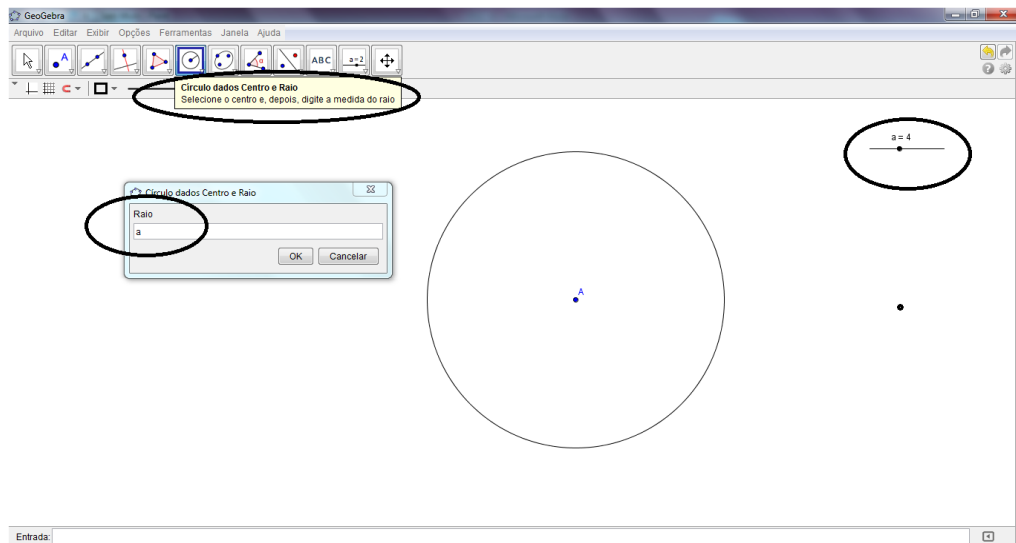 GeoGebra
Arquivo Editar Exibir Opções Ferramentas Janela Ajuda
A α ABC a=2
Círculo dados Centro e Raio
Selecione o centro e, depois, digite a medida do raio
a = 4
Círculo dados Centro e Raio
Raio
a
OK Cancelar
A
Entrada: